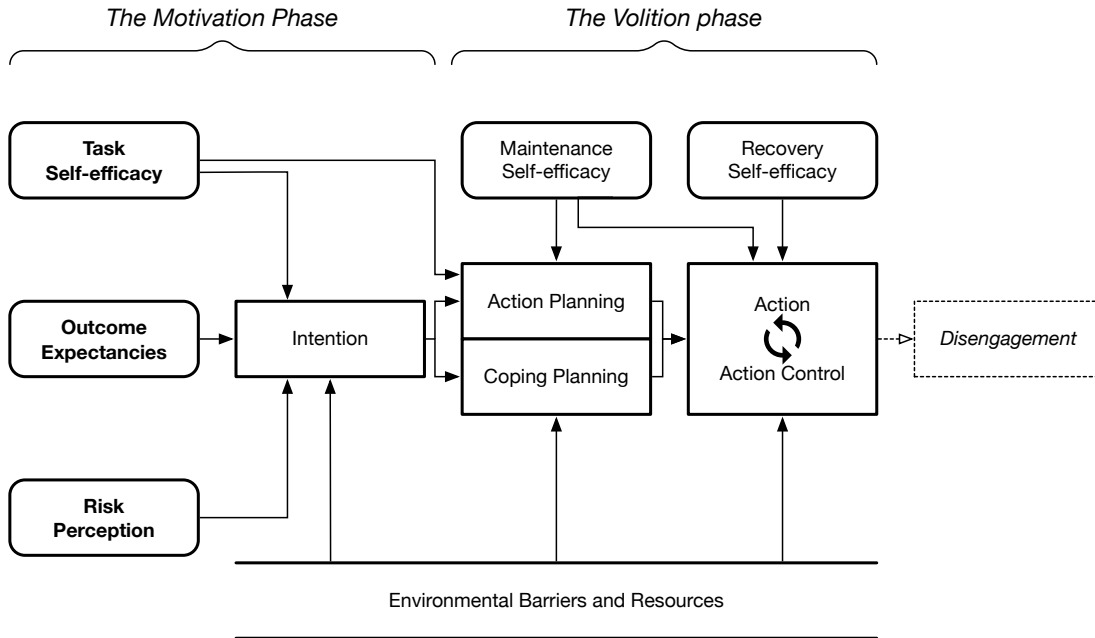 The Motivation Phase
The Volition phase
Task
Self-efficacy
Maintenance
Self-efficacy
Recovery
Self-efficacy
Outcome
Expectancies
Intention
Action Planning
Coping Planning
Action
Action Control
Disengagement
Risk
Perception
Environmental Barriers and Resources